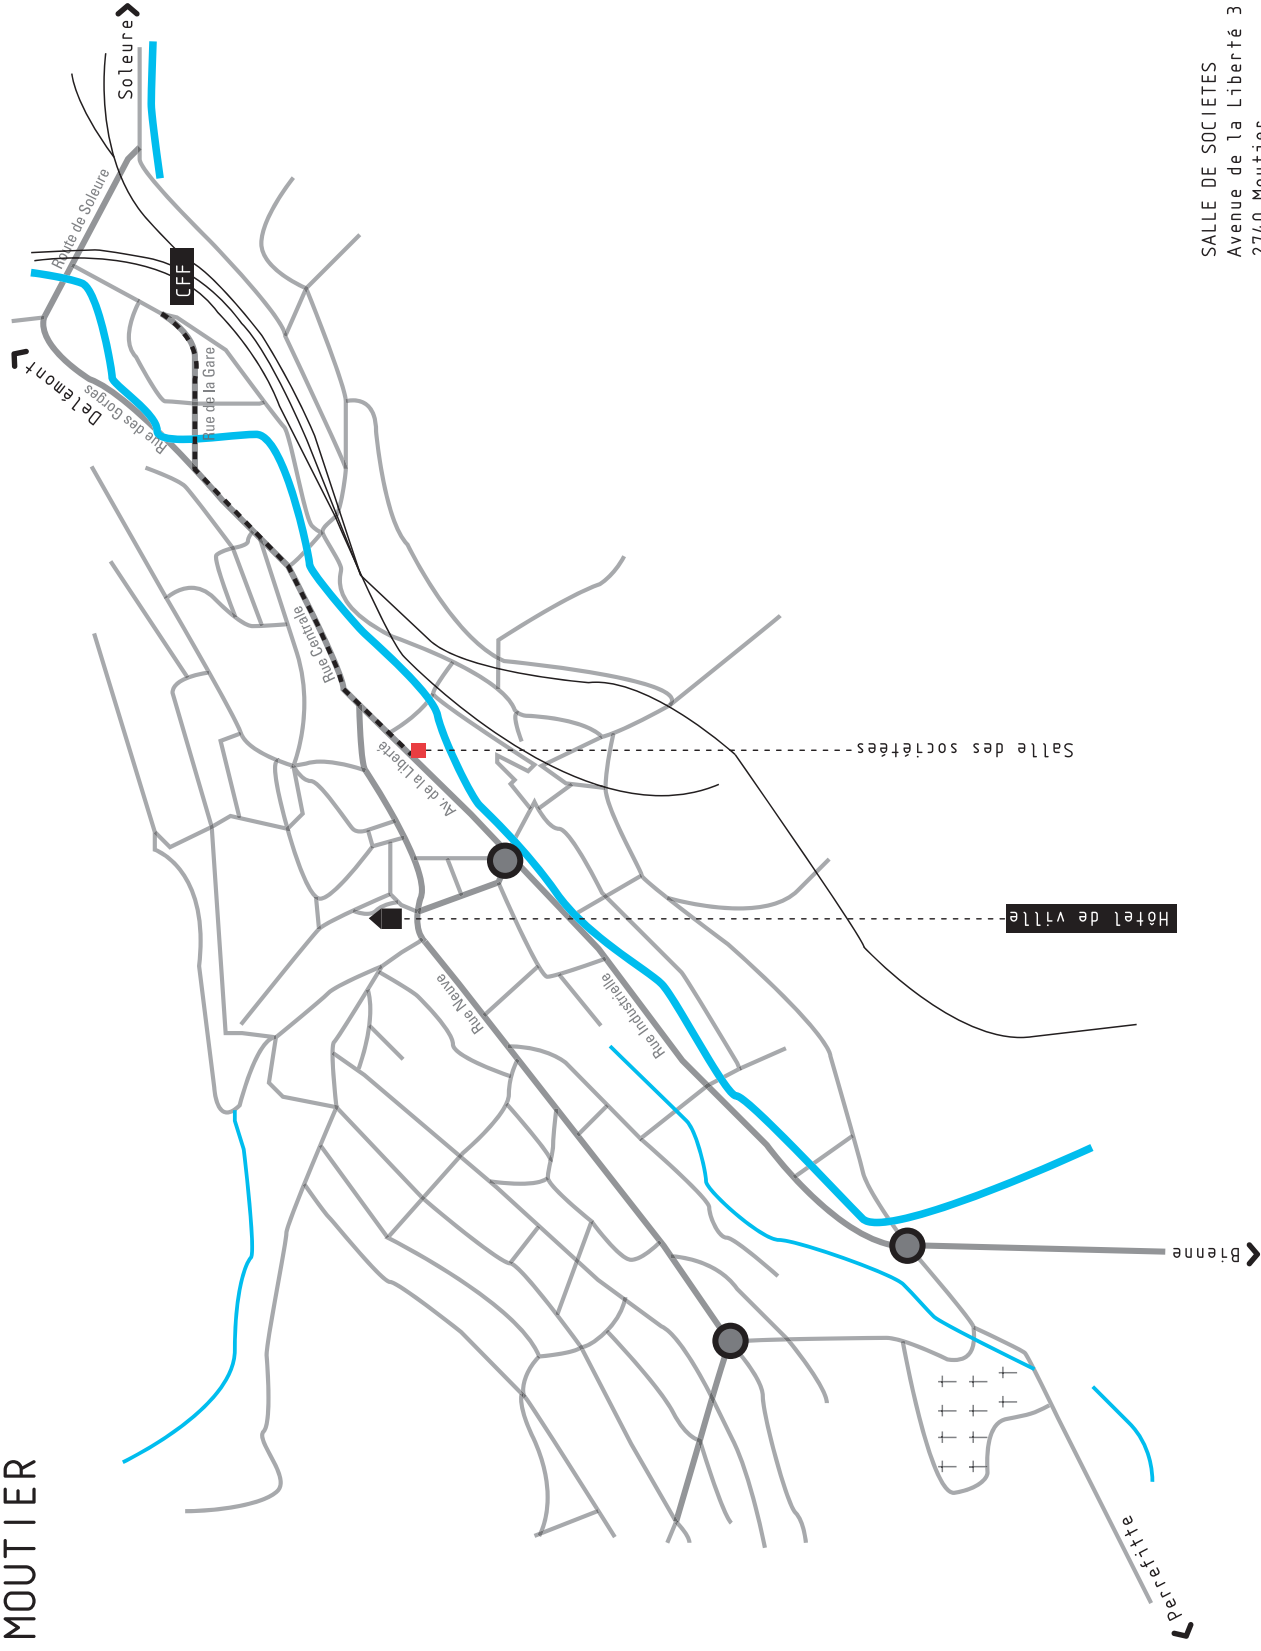 MOUTIER
Soleure
Route de Soleure
CFF
Delémont
Rue des Gorges
Rue de la Gare
Rue Centrale
Av. de la Liberté
Salle des sociétées
Hôtel de ville
Rue Neuve
Rue Industrielle
Bienne
Perrefitte
SALLE DE SOCIETES
Avenue de la Liberté 3
2740 Moutier